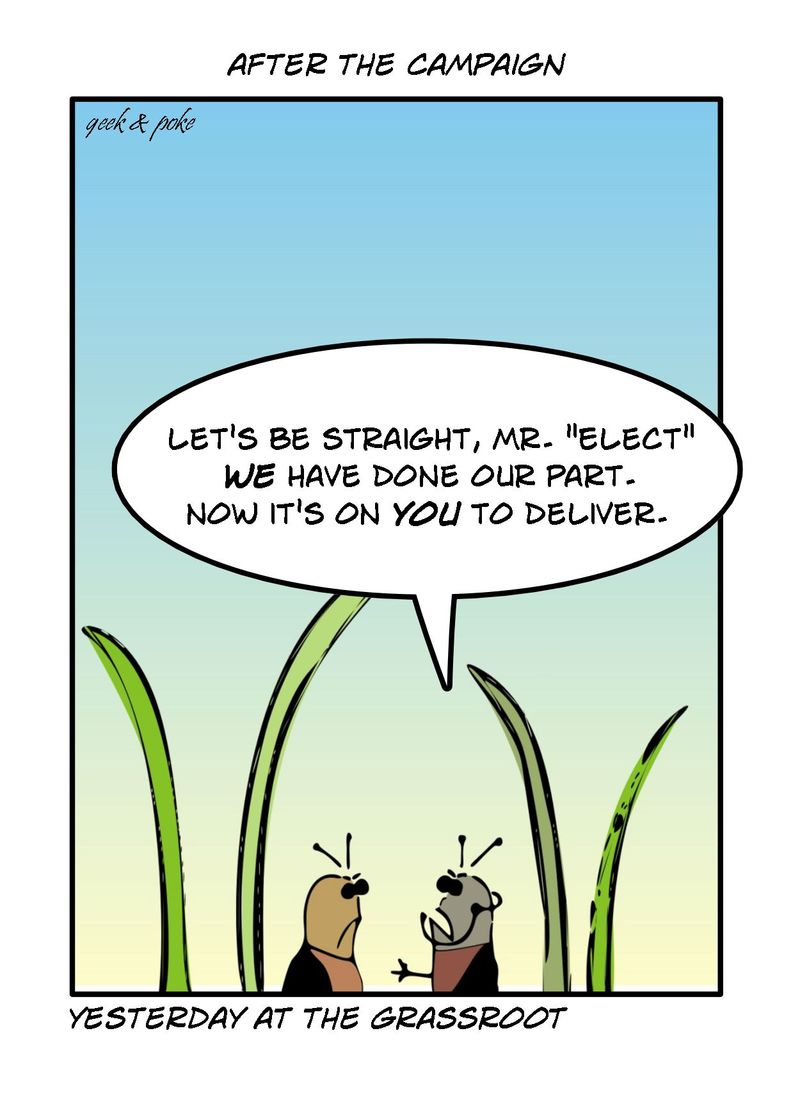 AFTER THE CAMPAIGN
geek & poke
LET'S BE STRAIGHT, MR. "ELECT"
WE HAVE DONE OUR PART.
NOW IT'S ON YOU TO DELIVER.
YESTERDAY AT THE GRASSROOT